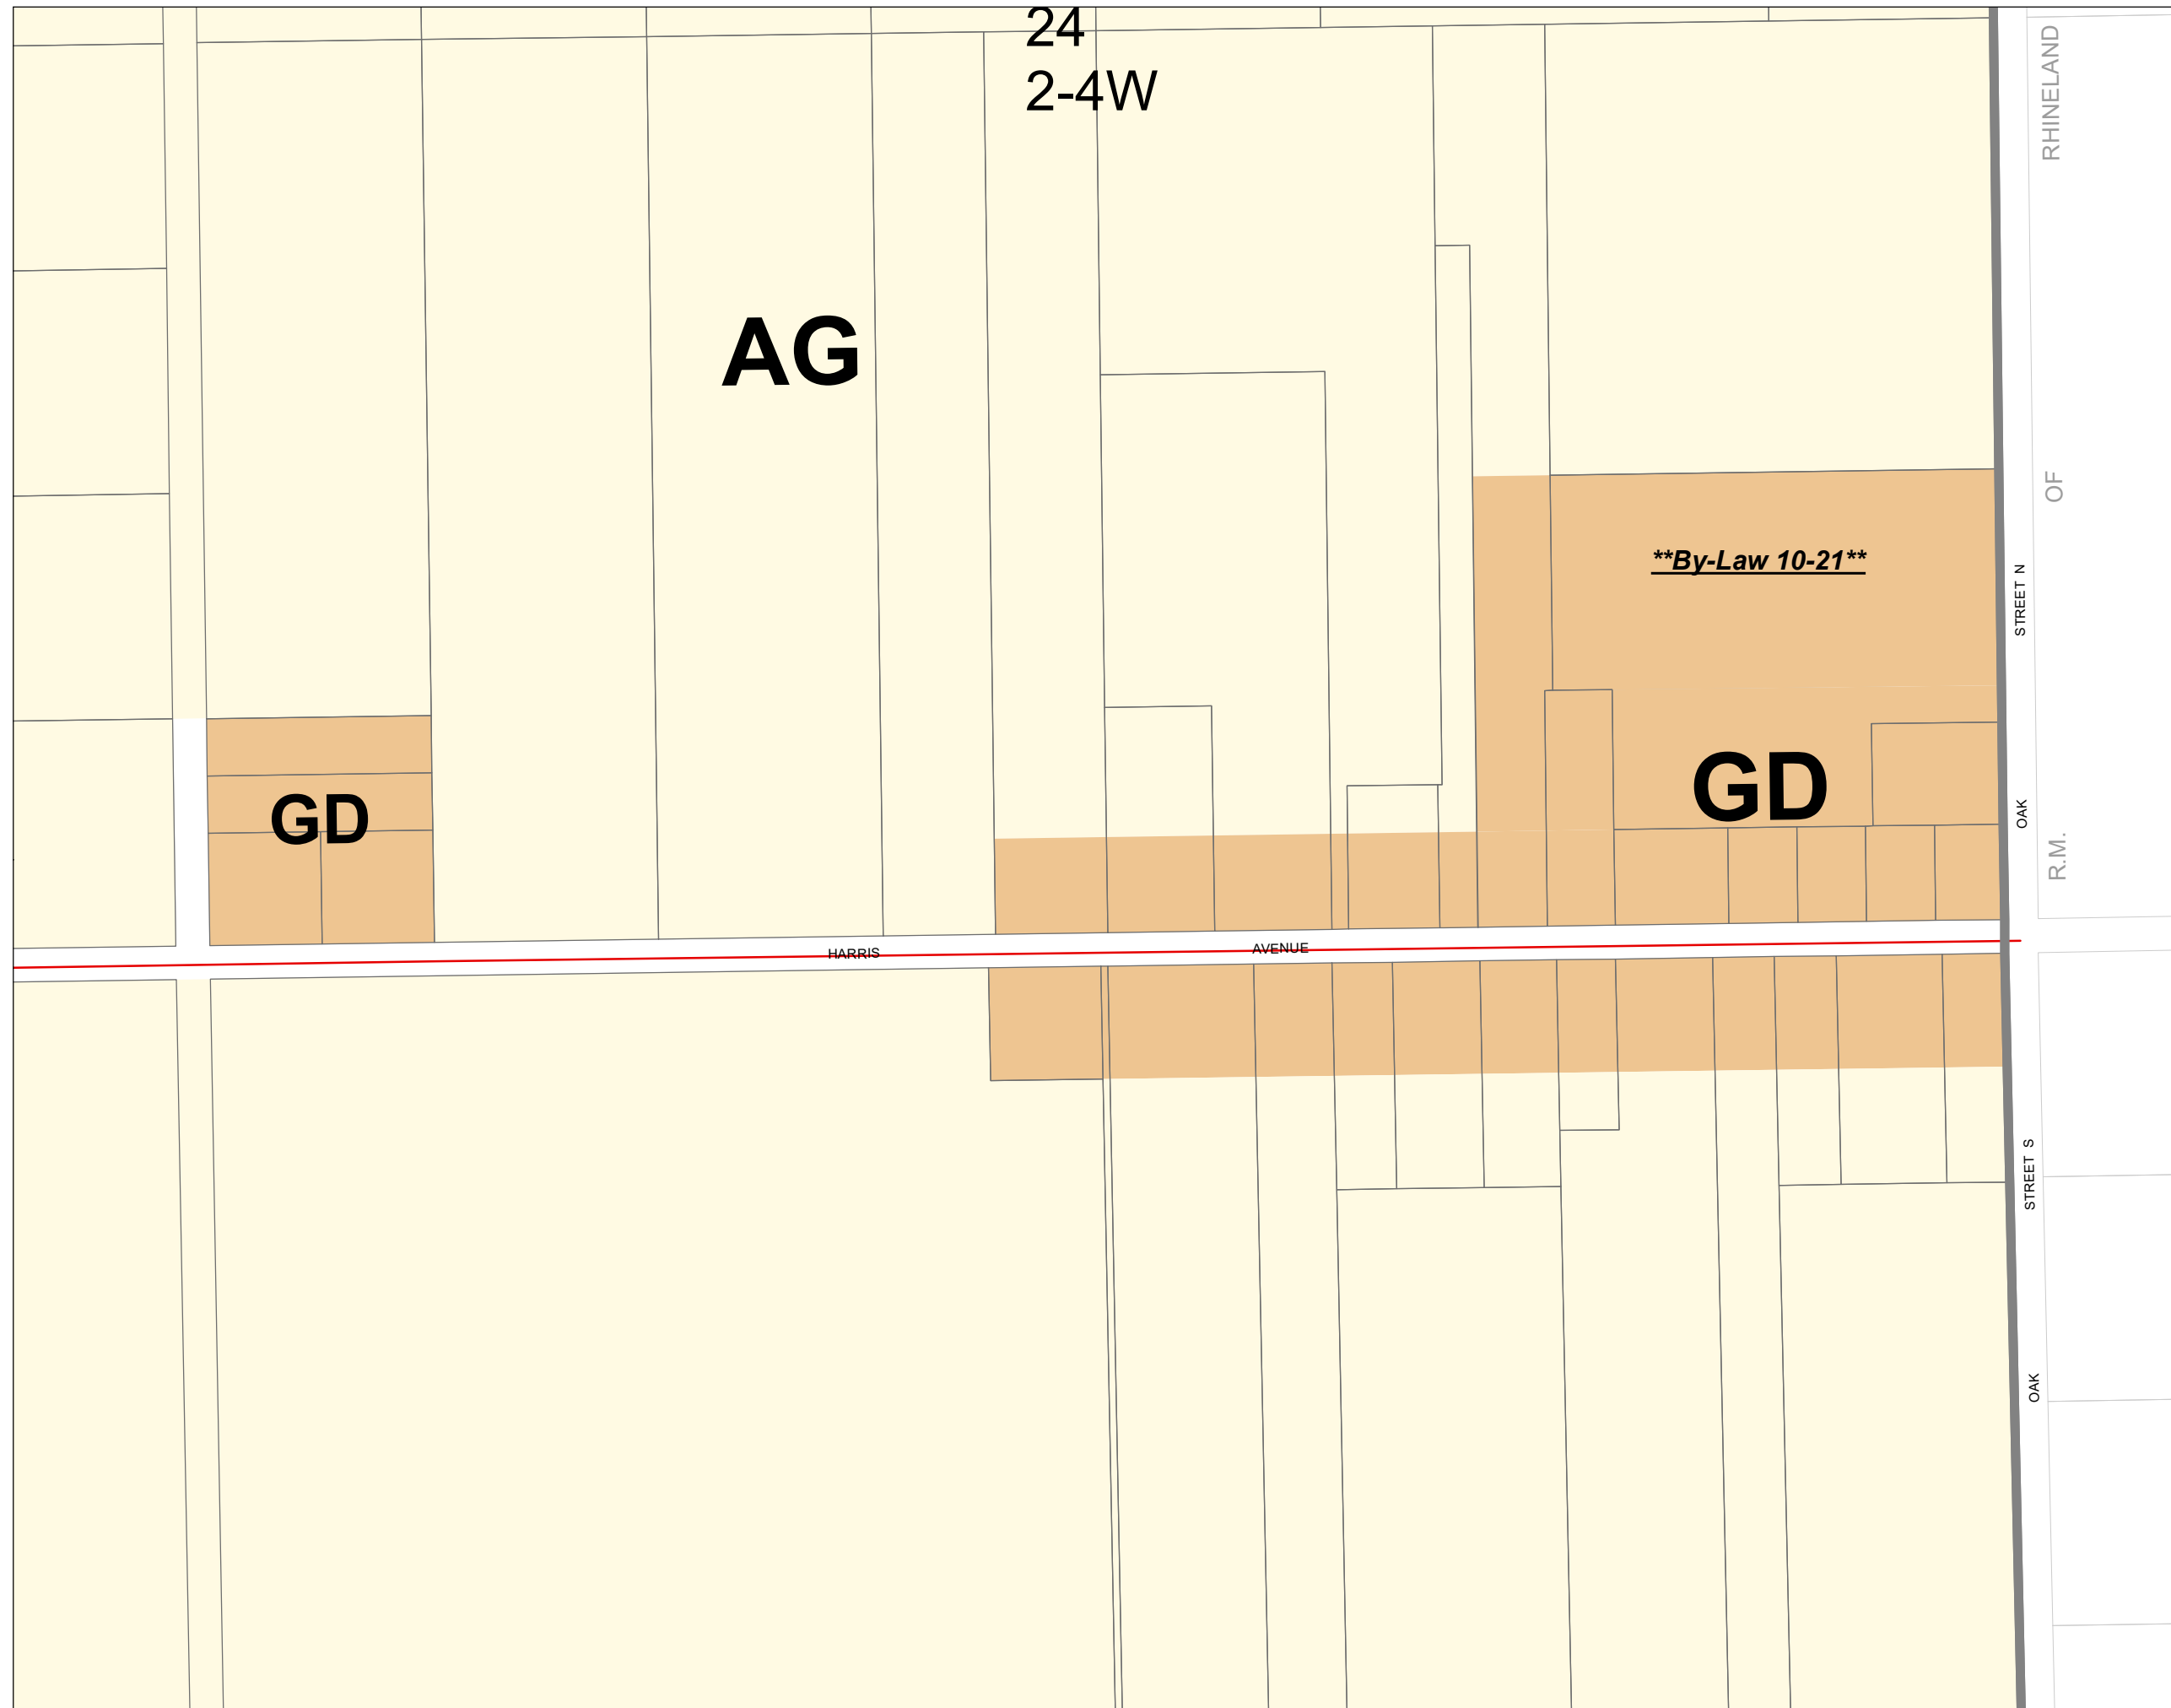 24
2-4W
AG
**By-Law 10-21**
GD
GD
HARRIS AVENUE
OAK STREET N
OAK STREET S
R.M. OF RHINELAND